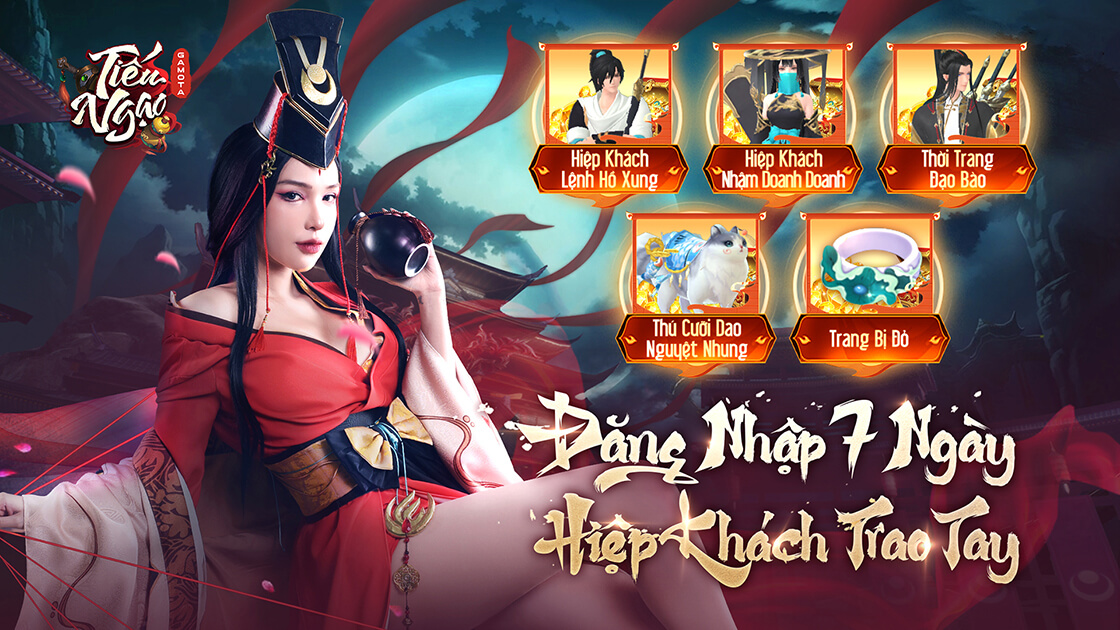 Tiếu
Ngạo
GAMOTA
Hiệp Khách
Lệnh Hồ Xung
Hiệp Khách
Nhậm Doanh Doanh
Thời Trang
Đạo Bào
Thú Cưỡi Dao
Nguyệt Nhung
Trang Bị Đỏ
Đăng Nhập 7 Ngày
Hiệp Khách Trao Tay